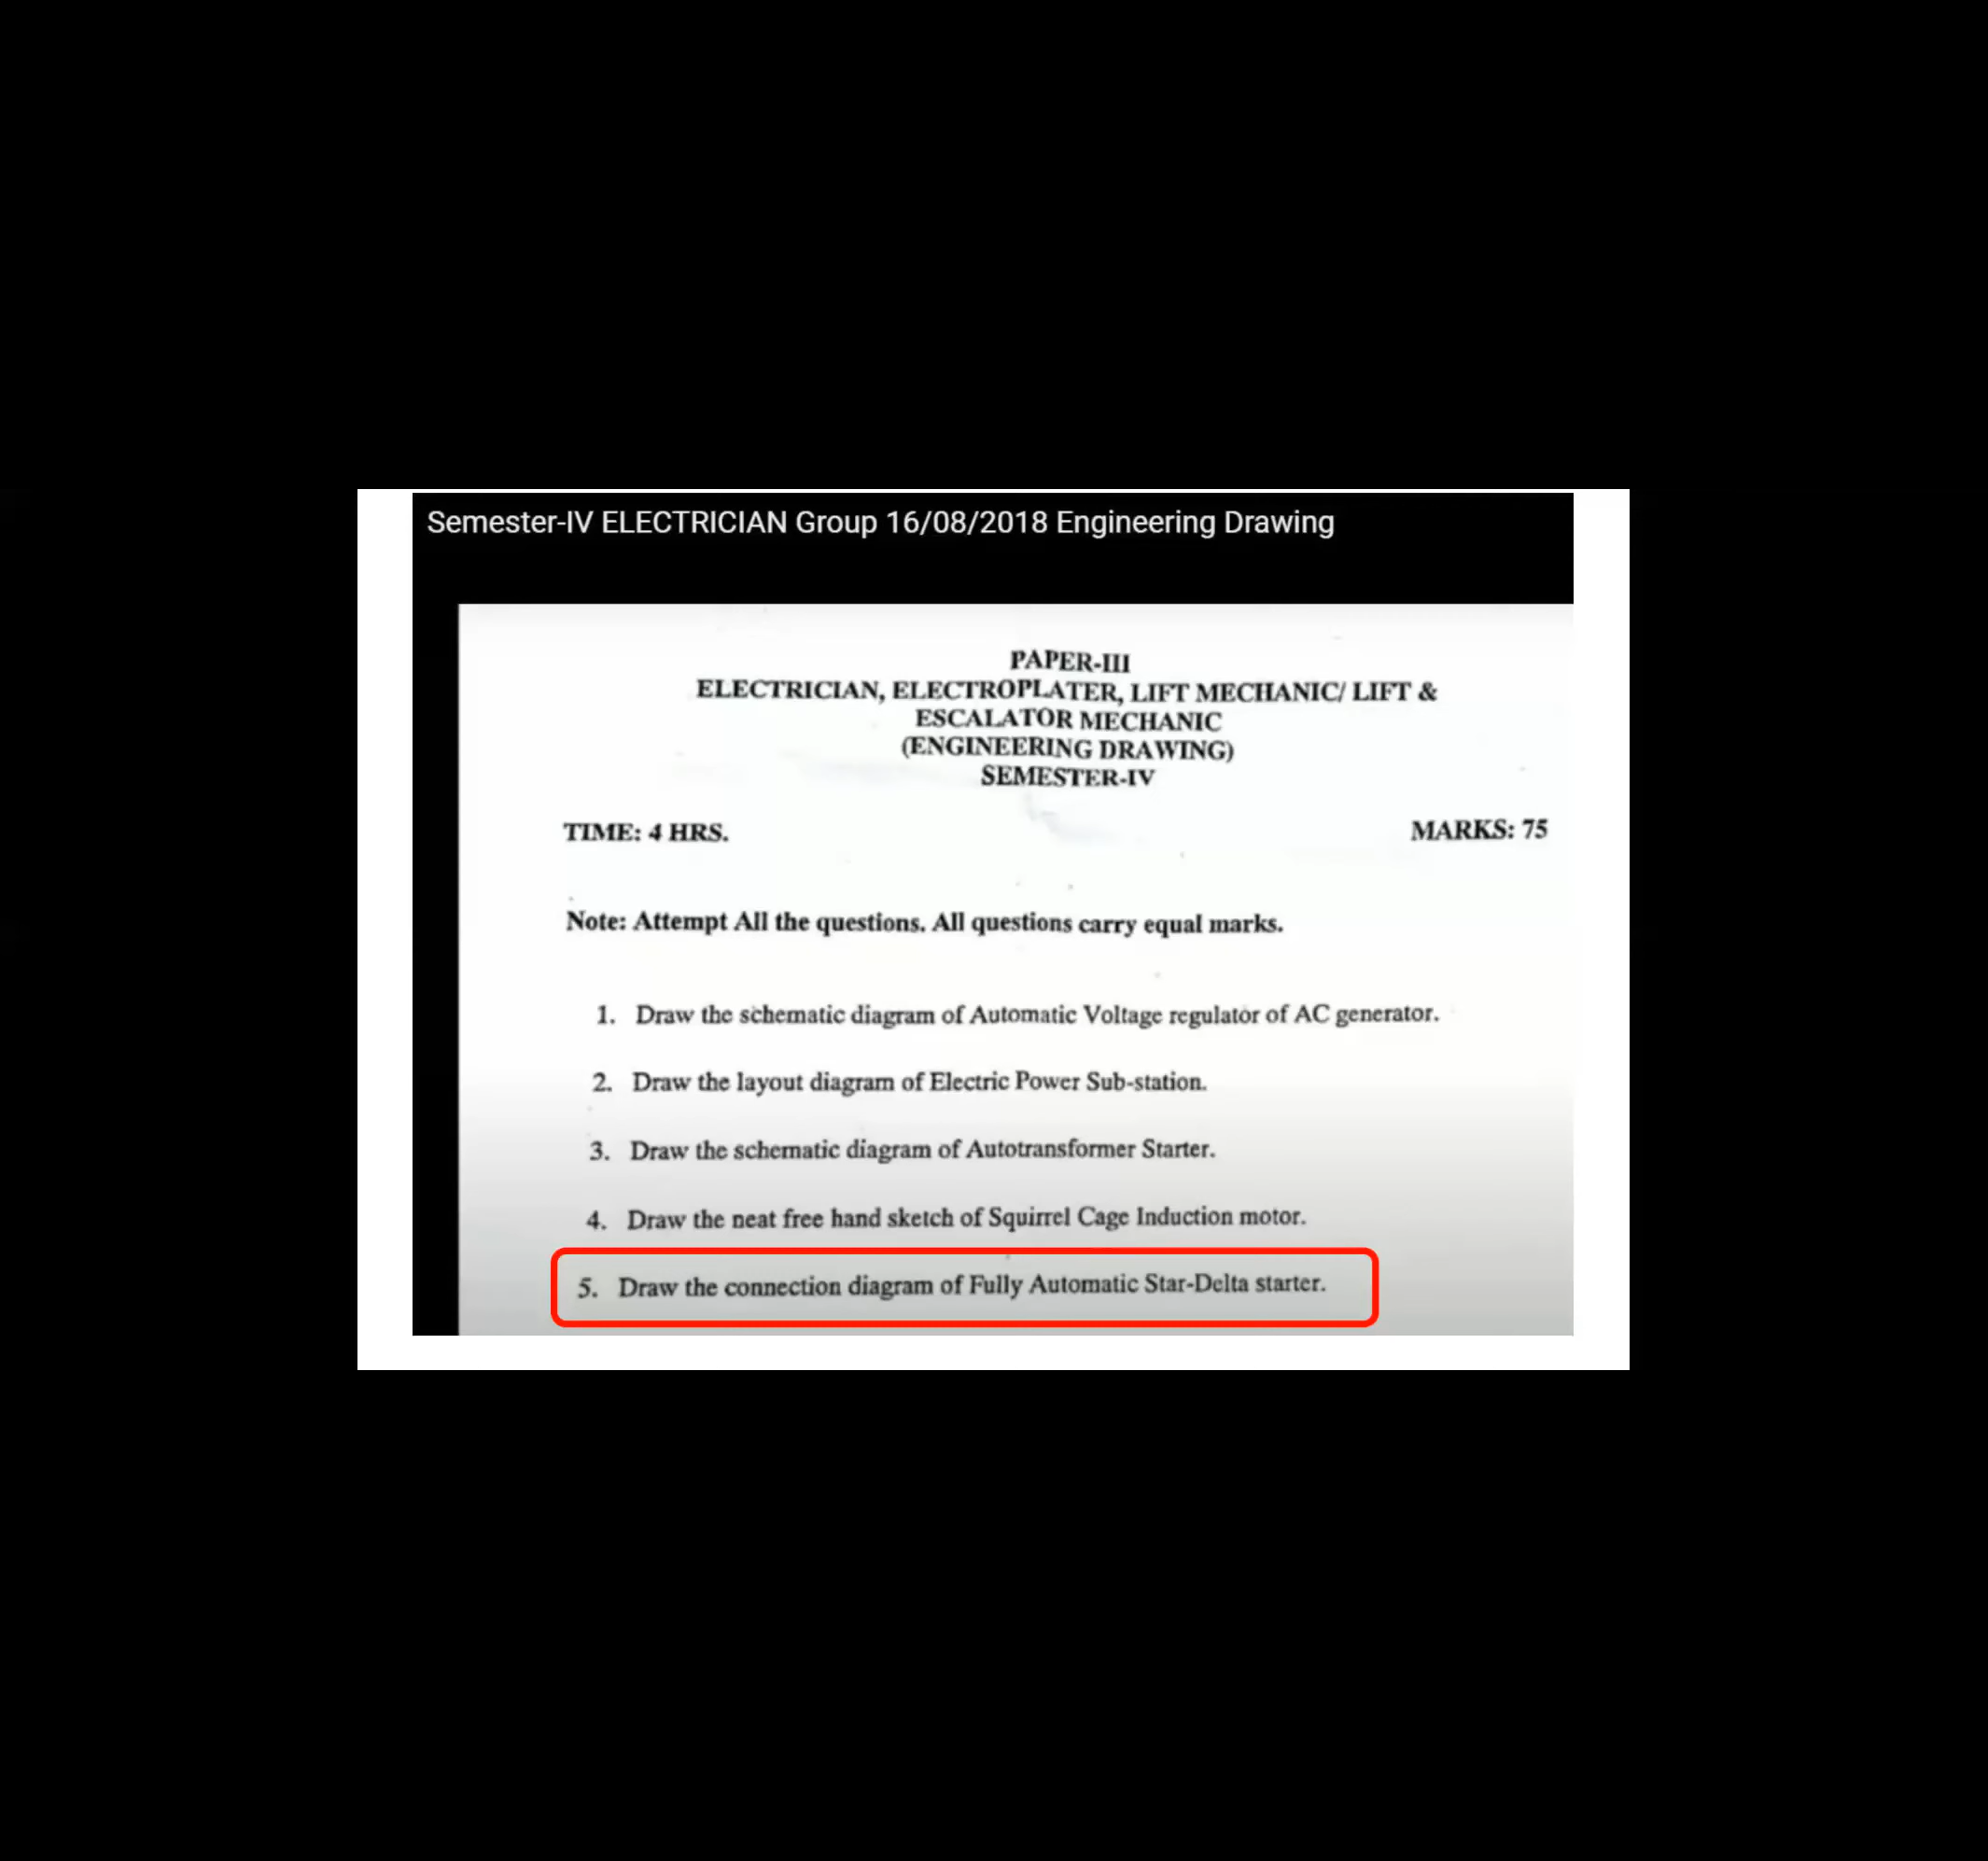 Semester-IV ELECTRICIAN Group 16/08/2018 Engineering Drawing
PAPER-III
ELECTRICIAN, ELECTROPLATER, LIFT MECHANIC/ LIFT &
ESCALATOR MECHANIC
(ENGINEERING DRAWING)
SEMESTER-IV
TIME: 4 HRS. MARKS: 75
Note: Attempt All the questions. All questions carry equal marks.
1. Draw the schematic diagram of Automatic Voltage regulator of AC generator.
2. Draw the layout diagram of Electric Power Sub-station.
3. Draw the schematic diagram of Autotransformer Starter.
4. Draw the neat free hand sketch of Squirrel Cage Induction motor.
5. Draw the connection diagram of Fully Automatic Star-Delta starter.